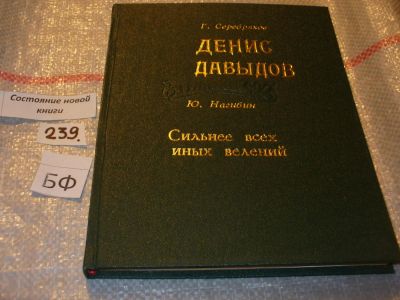 Г. Серебряков
ДЕНИС
ДАВЫДОВ
Ю. Нагибин
Сильнее всех
иных велений
Состояние новой
книги
239.
БФ